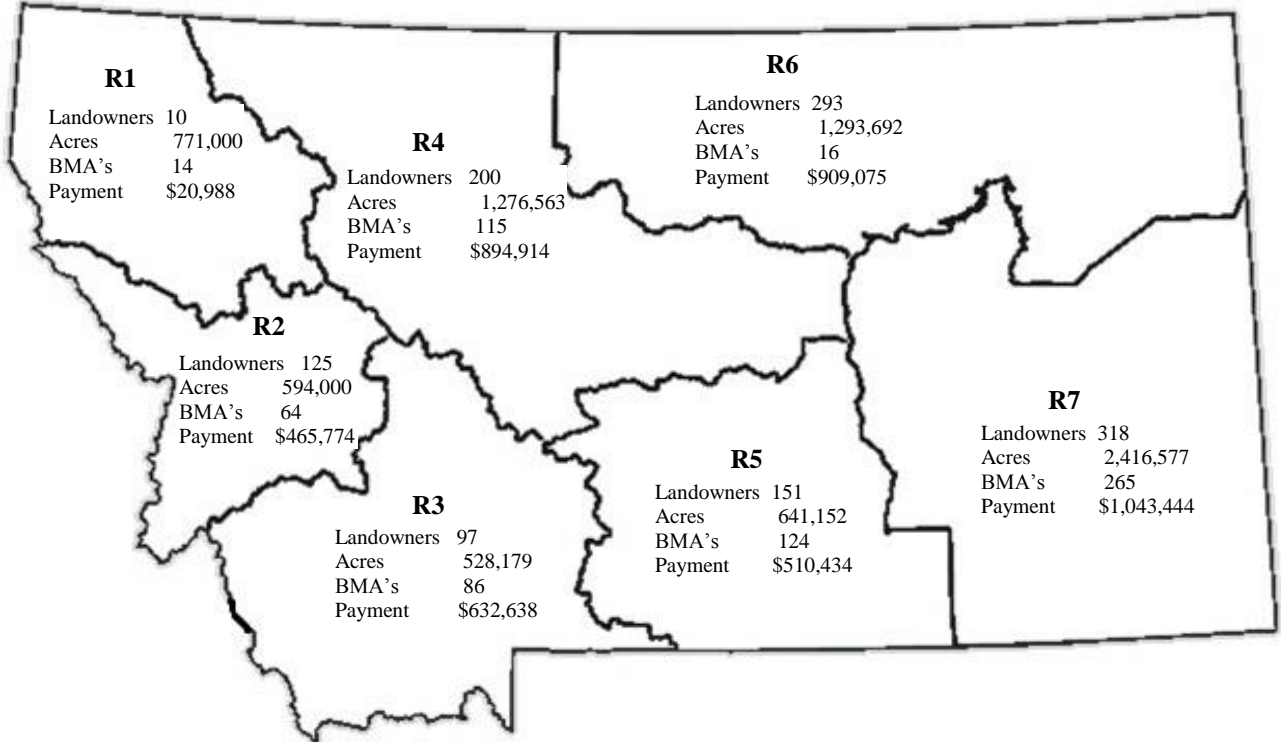 R1
Landowners 10
Acres 771,000
BMA's 14
Payment $20,988
R4
Landowners 200
Acres 1,276,563
BMA's 115
Payment $894,914
R6
Landowners 293
Acres 1,293,692
BMA's 16
Payment $909,075
R2
Landowners 125
Acres 594,000
BMA's 64
Payment $465,774
R3
Landowners 97
Acres 528,179
BMA's 86
Payment $632,638
R5
Landowners 151
Acres 641,152
BMA's 124
Payment $510,434
R7
Landowners 318
Acres 2,416,577
BMA's 265
Payment $1,043,444